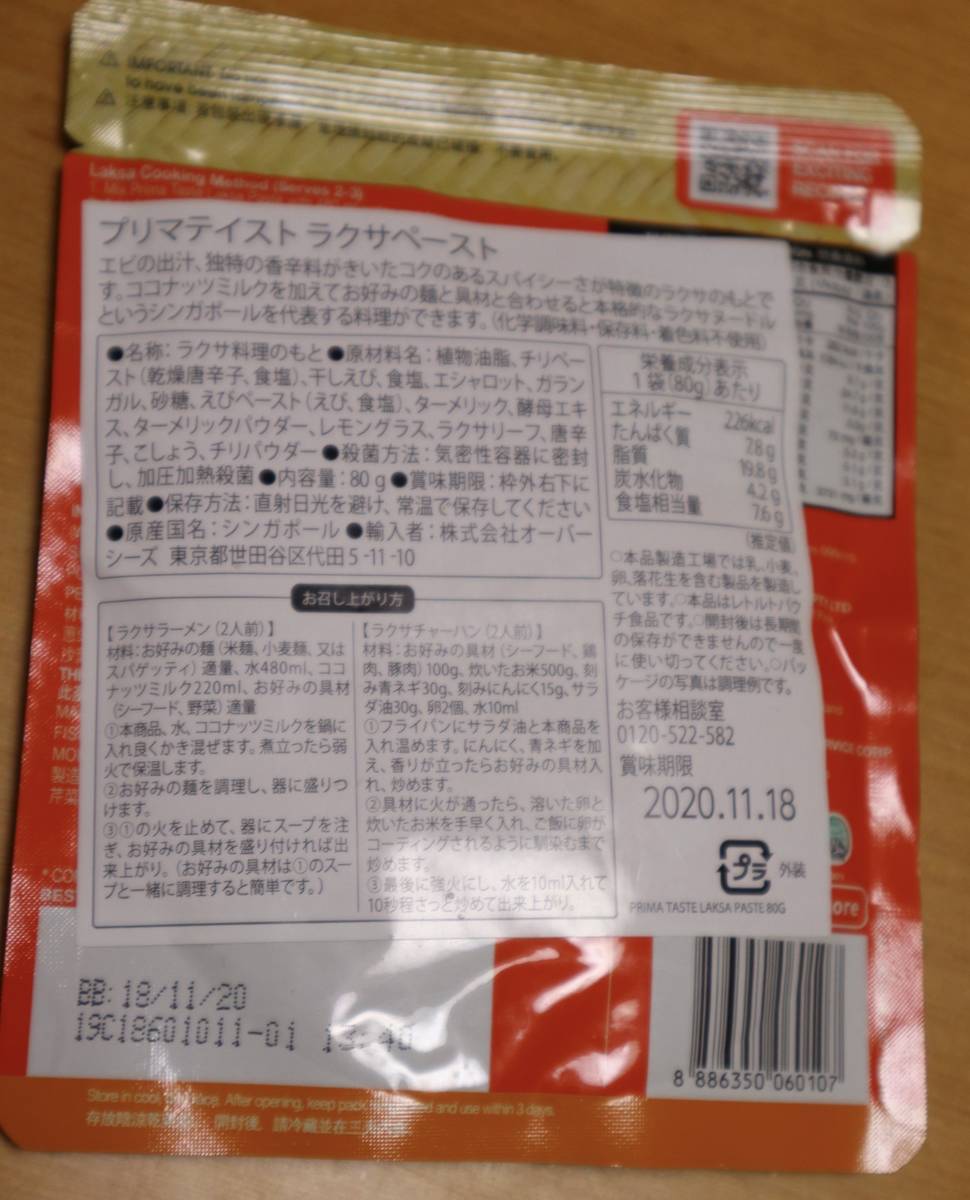 Laksa Cooking Method (Serves 2-3)
プリマテイスト ラクサペースト
エビの出汁、独特の香辛料がきいたコクのあるスパイシーさが特徴のラクサのもとで
す。ココナッツミルクを加えてお好みの麺と具材と合わせると本格的なラクサヌードル
というシンガポールを代表する料理ができます。(化学調味料・保存料・着色料不使用)
●名称：ラクサ料理のもと ●原材料名：植物油脂、チリペー
スト(乾燥唐辛子、食塩)、干しえび、食塩、エシャロット、ガラン
ガル、砂糖、えびペースト(えび、食塩)、ターメリック、酵母エキ
ス、ターメリックパウダー、レモングラス、ラクサリーフ、唐辛
子、こしょう、チリパウダー ●殺菌方法：気密性容器に密封
し、加圧加熱殺菌 ●内容量：80g ●賞味期限：枠外右下に
記載 ●保存方法：直射日光を避け、常温で保存してください
●原産国名：シンガポール ●輸入者：株式会社オーバー
シーズ 東京都世田谷区代田5-11-10
栄養成分表示
1袋(80g)あたり
エネルギー 226kcal
たんぱく質 2.8g
脂質 19.8g
炭水化物 4.2g
食塩相当量 7.6g
(推定値)
○本品製造工場では乳、小麦、
卵、落花生を含む製品を製造し
ています。○本品はレトルトパウ
チ食品です。○開封後は長期間
の保存ができませんので一度
に使い切ってください。○パッ
ケージの写真は調理例です。
お客様相談室
0120-522-582
賞味期限
2020.11.18
プラ 外装
PRIMA TASTE LAKSA PASTE 80G
お召し上がり方
【ラクサラーメン(2人前)】
材料：お好みの麺(米麺、小麦麺、又は
スパゲッティ)適量、水480ml、ココ
ナッツミルク220ml、お好みの具材
(シーフード、野菜)適量
①本商品、水、ココナッツミルクを鍋に
入れ良くかき混ぜます。煮立ったら弱
火で保温します。
②お好みの麺を調理し、器に盛りつ
けます。
③①の火を止めて、器にスープを注
ぎ、お好みの具材を盛り付ければ出
来上がり。(お好みの具材は①のスー
プと一緒に調理すると簡単です。)
【ラクサチャーハン(2人前)】
材料：お好みの具材(シーフード、鶏
肉、豚肉)100g、炊いたお米500g、刻
み青ネギ30g、刻みにんにく15g、サラ
ダ油30g、卵2個、水10ml
①フライパンにサラダ油と本商品を
入れ温めます。にんにく、青ネギを加
え、香りが立ったらお好みの具材入
れ、炒めます。
②具材に火が通ったら、溶いた卵と
炊いたお米を手早く入れ、ご飯に卵が
コーティングされるように馴染むまで
炒めます。
③最後に強火にし、水を10ml入れて
10秒程さっと炒めて出来上がり。
BB: 18/11/20
19C18601011-01
8 886350 060107
Store in cool, After opening, keep and use within 3 days.